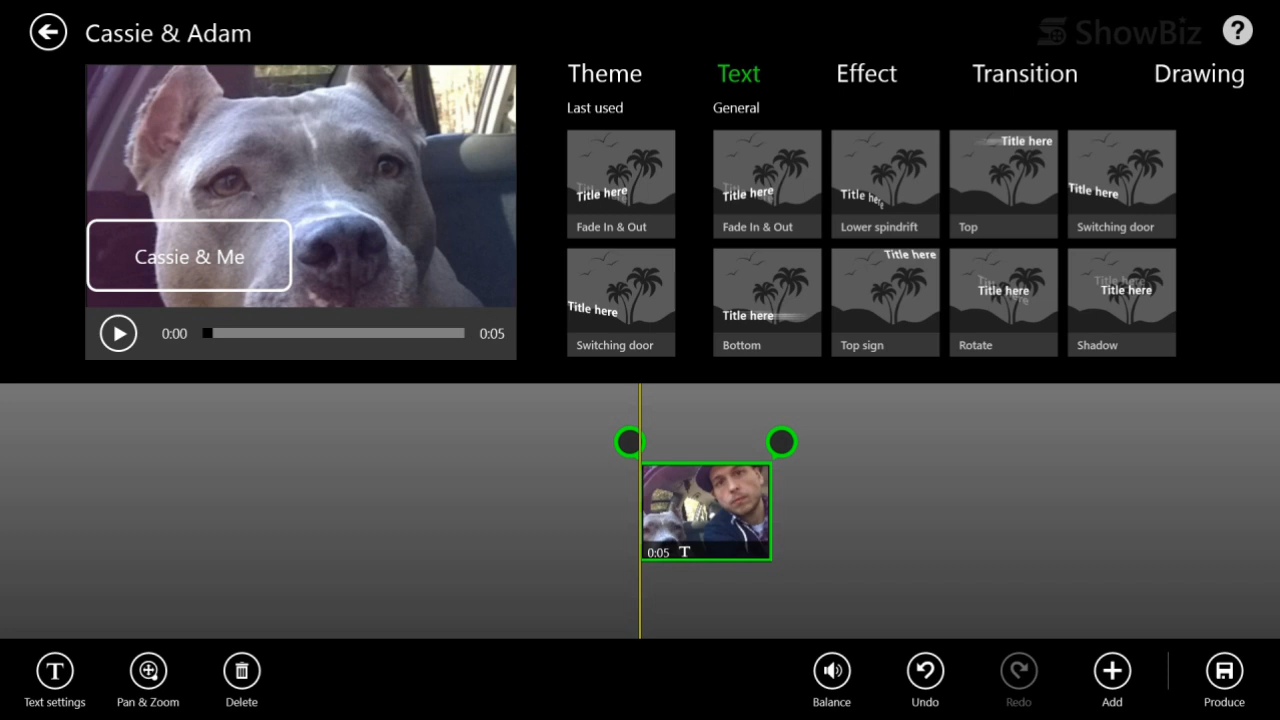 Cassie & Adam
ShowBiz
?
Theme Text Effect Transition Drawing
Last used General
Title here Title here Title here Title here Title here
Fade In & Out Fade In & Out Lower spindrift Top Switching door
Title here Title here Title here Title here Title here
Switching door Bottom Top sign Rotate Shadow
Cassie & Me
0:00 0:05
0:05 T
T
Text settings Pan & Zoom Delete Balance Undo Redo Add Produce